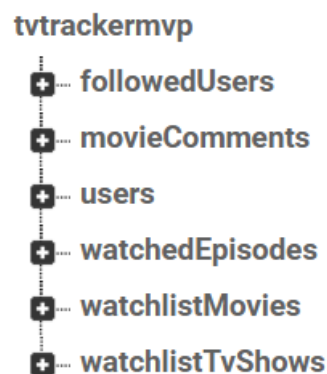 tvtrackermvp
followedUsers
movieComments
users
watchedEpisodes
watchlistMovies
watchlistTvShows